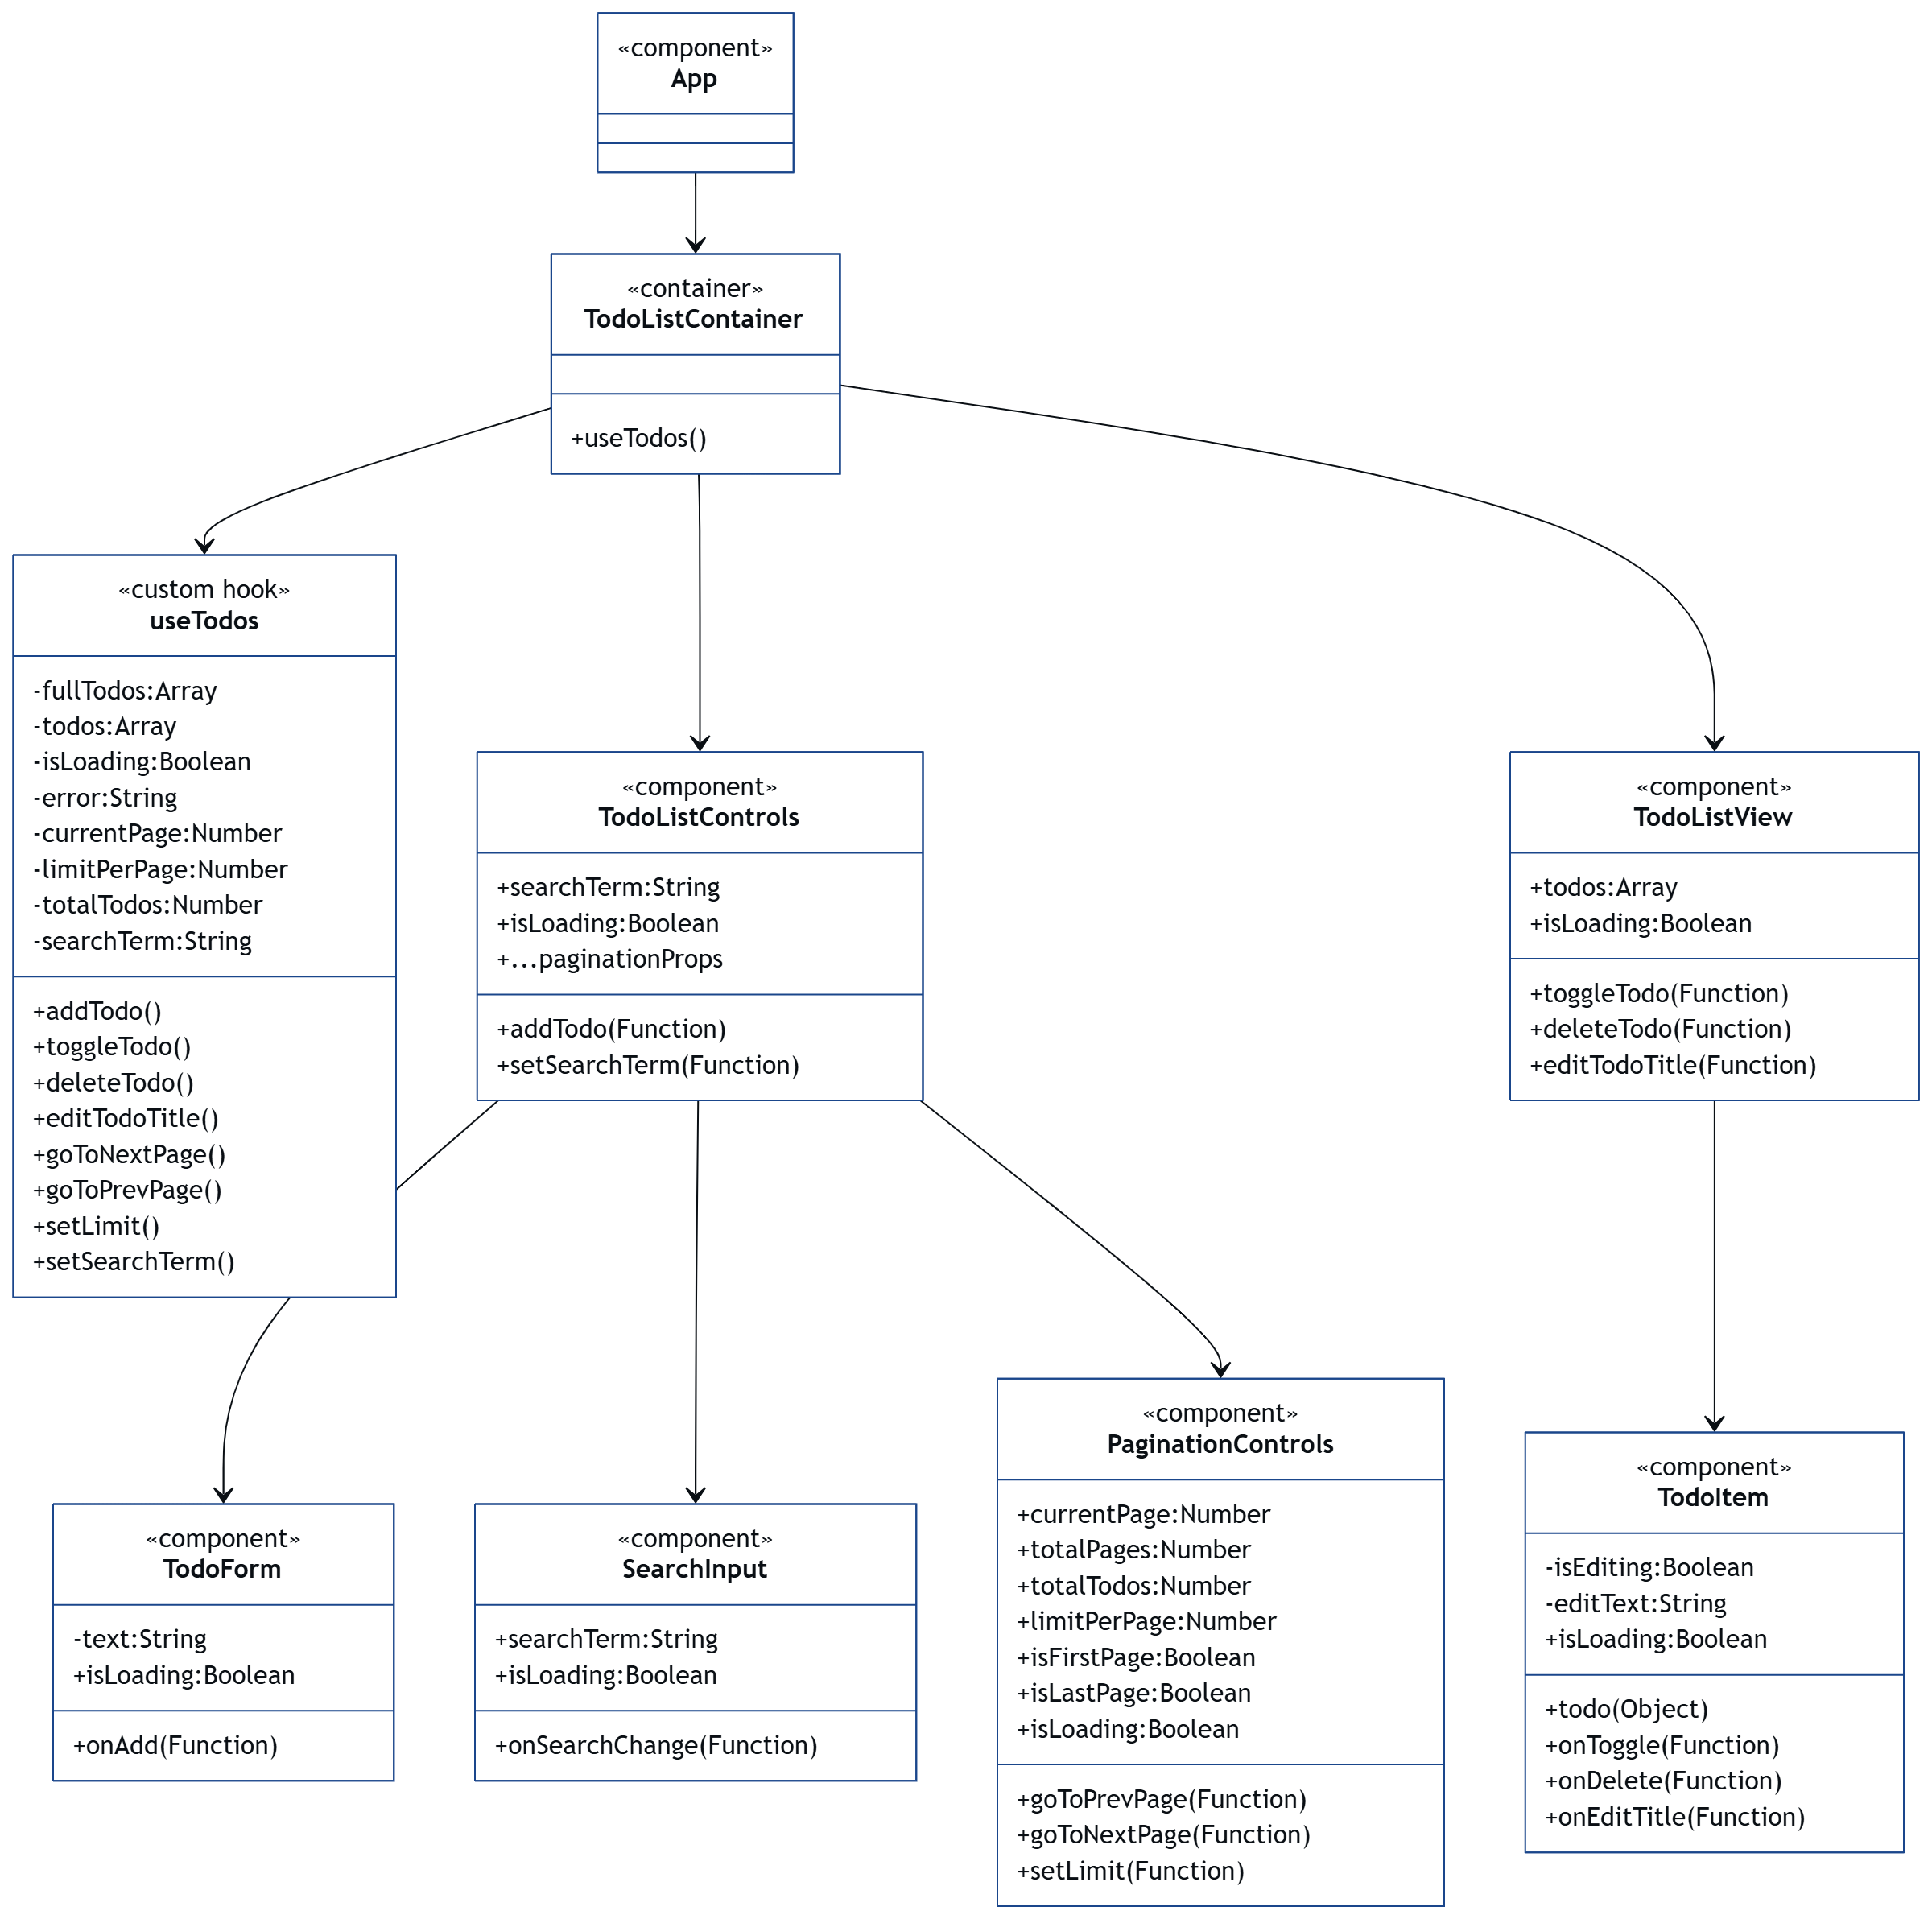 «component»
App
«container»
TodoListContainer
+useTodos()
«custom hook»
useTodos
-fullTodos:Array
-todos:Array
-isLoading:Boolean
-error:String
-currentPage:Number
-limitPerPage:Number
-totalTodos:Number
-searchTerm:String
+addTodo()
+toggleTodo()
+deleteTodo()
+editTodoTitle()
+goToNextPage()
+goToPrevPage()
+setLimit()
+setSearchTerm()
«component»
TodoListControls
+searchTerm:String
+isLoading:Boolean
+...paginationProps
+addTodo(Function)
+setSearchTerm(Function)
«component»
TodoListView
+todos:Array
+isLoading:Boolean
+toggleTodo(Function)
+deleteTodo(Function)
+editTodoTitle(Function)
«component»
TodoForm
-text:String
+isLoading:Boolean
+onAdd(Function)
«component»
SearchInput
+searchTerm:String
+isLoading:Boolean
+onSearchChange(Function)
«component»
PaginationControls
+currentPage:Number
+totalPages:Number
+totalTodos:Number
+limitPerPage:Number
+isFirstPage:Boolean
+isLastPage:Boolean
+isLoading:Boolean
+goToPrevPage(Function)
+goToNextPage(Function)
+setLimit(Function)
«component»
TodoItem
-isEditing:Boolean
-editText:String
+isLoading:Boolean
+todo(Object)
+onToggle(Function)
+onDelete(Function)
+onEditTitle(Function)